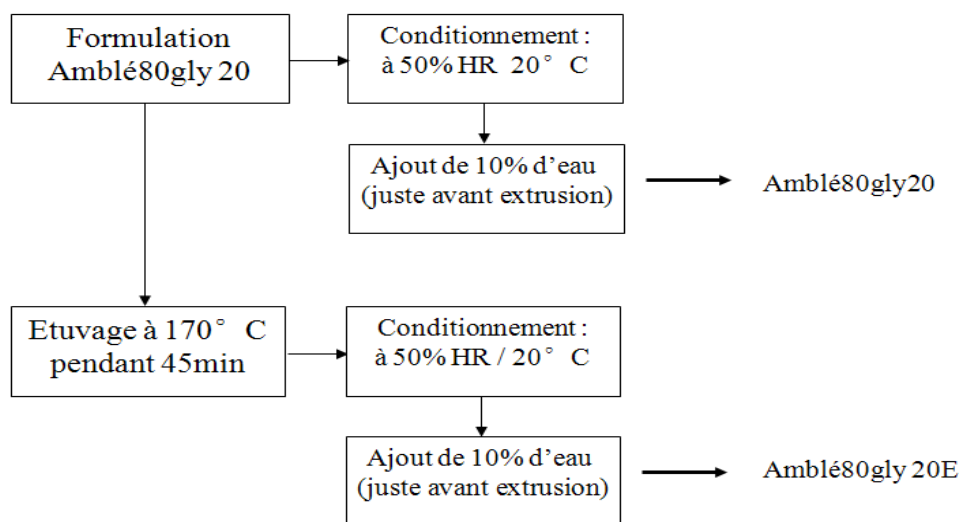 Formulation
Amblé80gly 20
Conditionnement :
à 50% HR 20° C
Ajout de 10% d'eau
(juste avant extrusion)
Amblé80gly20
Etuvage à 170° C
pendant 45min
Conditionnement :
à 50% HR / 20° C
Ajout de 10% d'eau
(juste avant extrusion)
Amblé80gly 20E